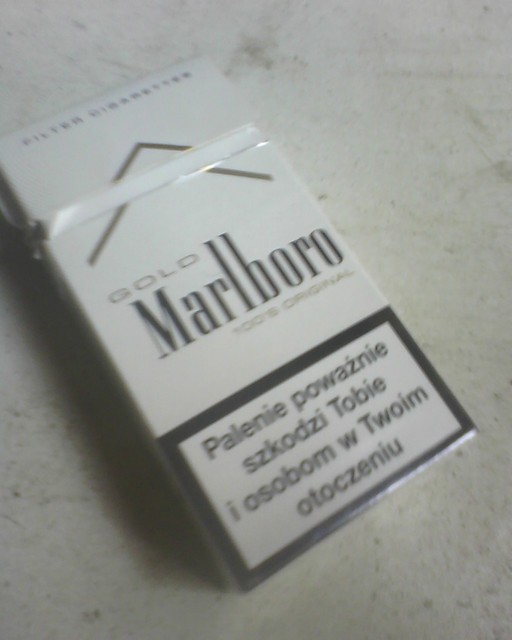 FILTER CIGARETTES
GOLD
Marlboro
100'S ORIGINAL
Palenie poważnie
szkodzi Tobie
i osobom w Twoim
otoczeniu